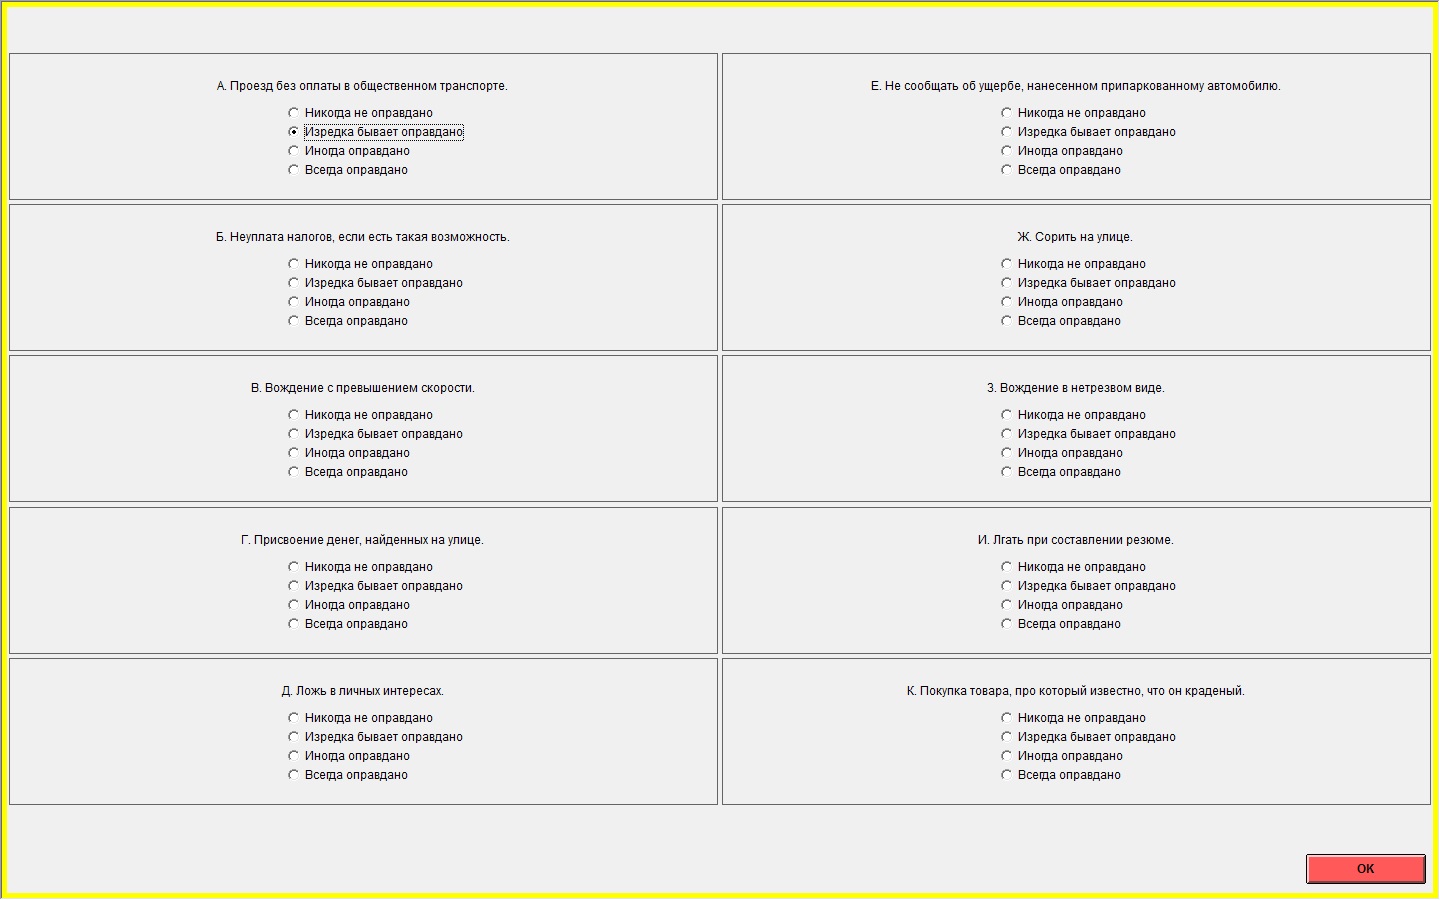 А. Проезд без оплаты в общественном транспорте.
Никогда не оправдано
Изредка бывает оправдано
Иногда оправдано
Всегда оправдано
Б. Неуплата налогов, если есть такая возможность.
Никогда не оправдано
Изредка бывает оправдано
Иногда оправдано
Всегда оправдано
В. Вождение с превышением скорости.
Никогда не оправдано
Изредка бывает оправдано
Иногда оправдано
Всегда оправдано
Г. Присвоение денег, найденных на улице.
Никогда не оправдано
Изредка бывает оправдано
Иногда оправдано
Всегда оправдано
Д. Ложь в личных интересах.
Никогда не оправдано
Изредка бывает оправдано
Иногда оправдано
Всегда оправдано
Е. Не сообщать об ущербе, нанесенном припаркованному автомобилю.
Никогда не оправдано
Изредка бывает оправдано
Иногда оправдано
Всегда оправдано
Ж. Сорить на улице.
Никогда не оправдано
Изредка бывает оправдано
Иногда оправдано
Всегда оправдано
З. Вождение в нетрезвом виде.
Никогда не оправдано
Изредка бывает оправдано
Иногда оправдано
Всегда оправдано
И. Лгать при составлении резюме.
Никогда не оправдано
Изредка бывает оправдано
Иногда оправдано
Всегда оправдано
К. Покупка товара, про который известно, что он краденый.
Никогда не оправдано
Изредка бывает оправдано
Иногда оправдано
Всегда оправдано
OK